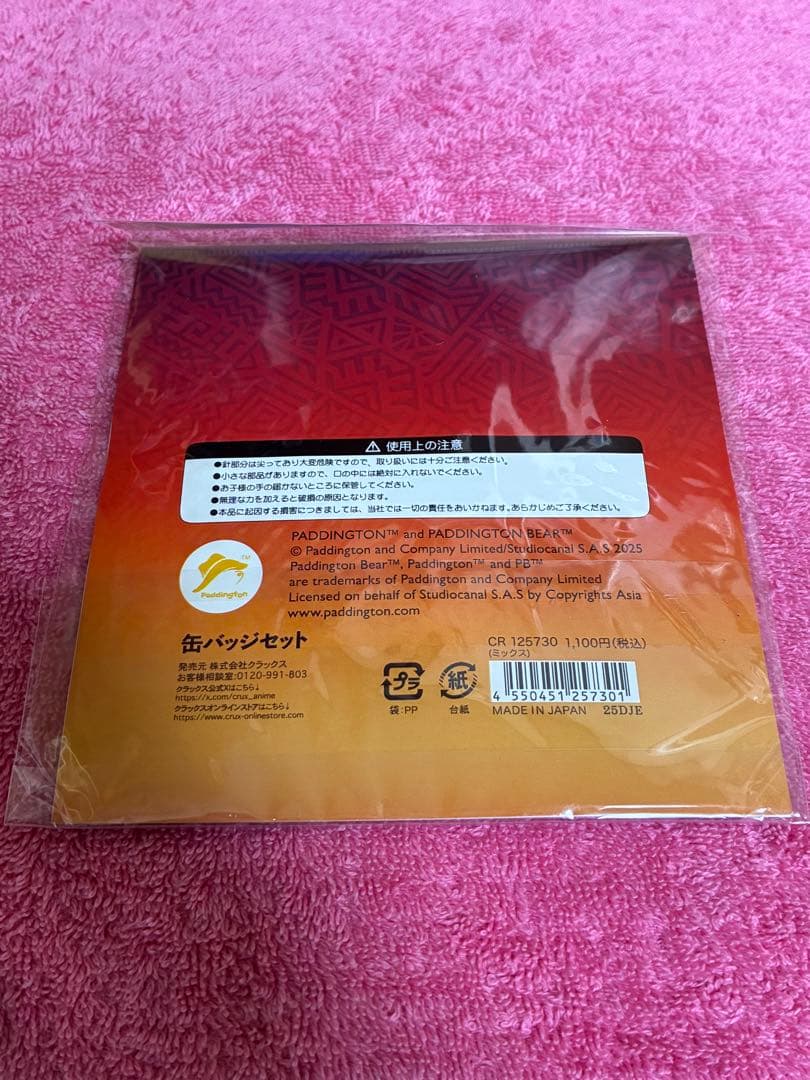 ⚠ 使用上の注意
●針部分は尖っており大変危険ですので、取り扱いには十分ご注意ください。
●小さな部品がありますので、口の中には絶対に入れないでください。
●お子様の手の届かないところに保管してください。
●無理な力を加えると破損の原因となります。
●本品に起因する損害につきましては、当社では一切の責任をおいかねます。あらかじめご了承ください。
PADDINGTON™ and PADDINGTON BEAR™
© Paddington and Company Limited/Studiocanal S.A.S 2025
Paddington Bear™, Paddington™ and PB™
are trademarks of Paddington and Company Limited
Licensed on behalf of Studiocanal S.A.S by Copyrights Asia
www.paddington.com
TM
Paddington
缶バッジセット
発売元 株式会社クラックス
お客様相談室:0120-991-803
クラックス公式Xはこちら↓
https://x.com/crux_anime
クラックスオンラインストアはこちら↓
https://www.crux-onlinestore.com
プラ
袋:PP
紙
台紙
CR 125730 1,100円(税込)
(ミックス)
4 550451 257301
MADE IN JAPAN 25DJE